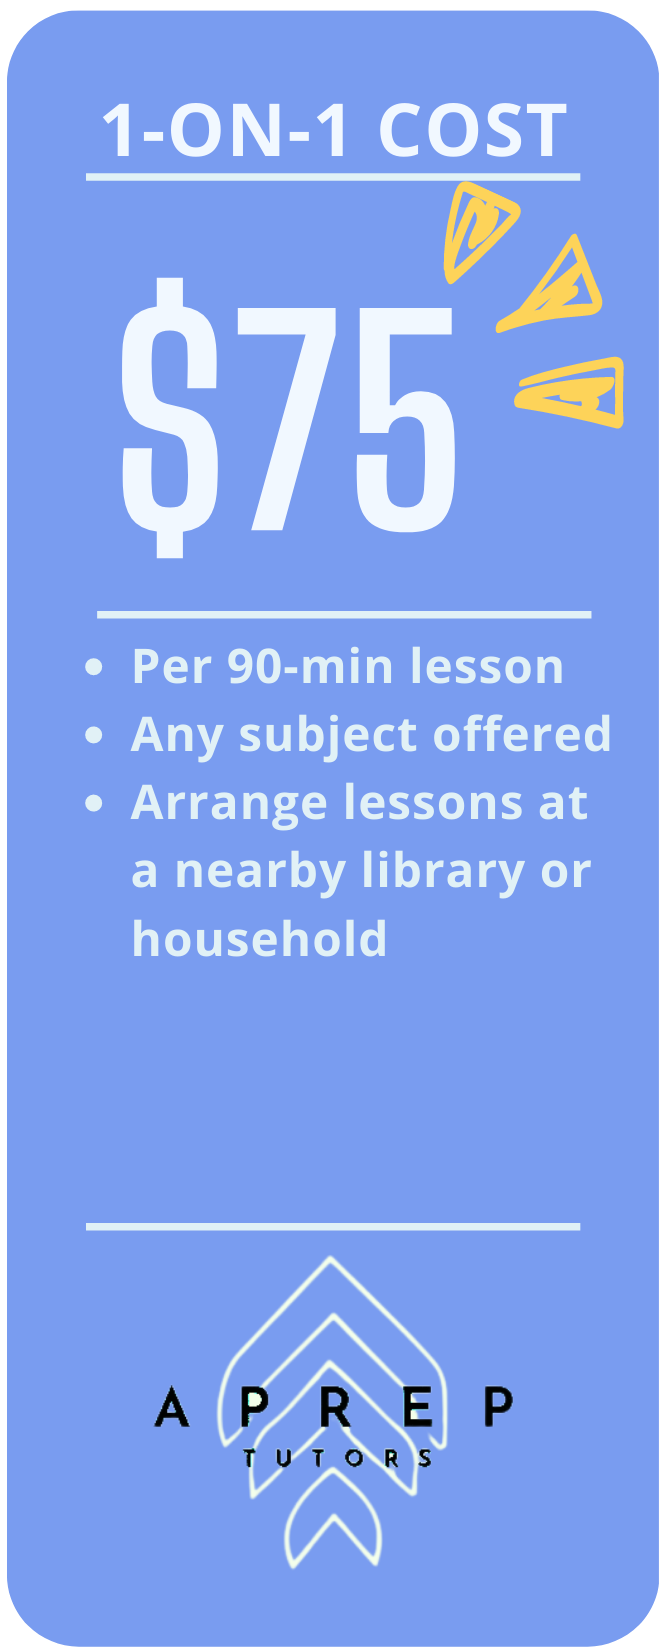 1-ON-1 COST
$75
• Per 90-min lesson
• Any subject offered
• Arrange lessons at
a nearby library or
household
APREP
TUTORS